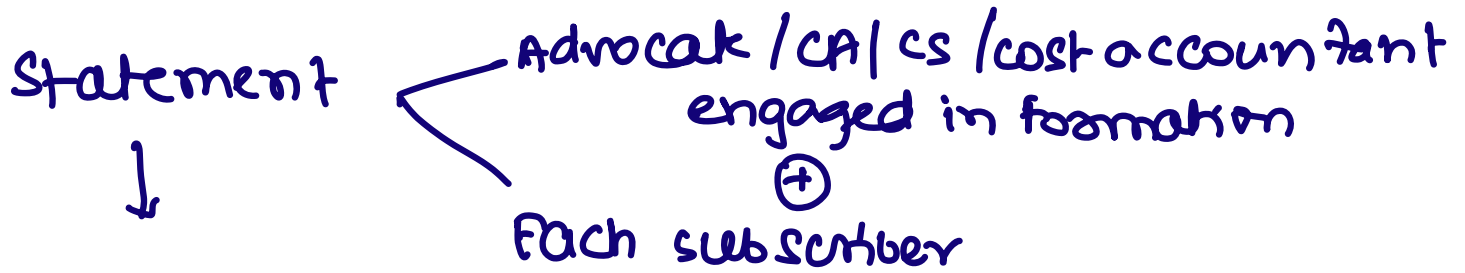 Statement
Advocate / CA / CS / cost accountant
engaged in formation
+
Each subscriber